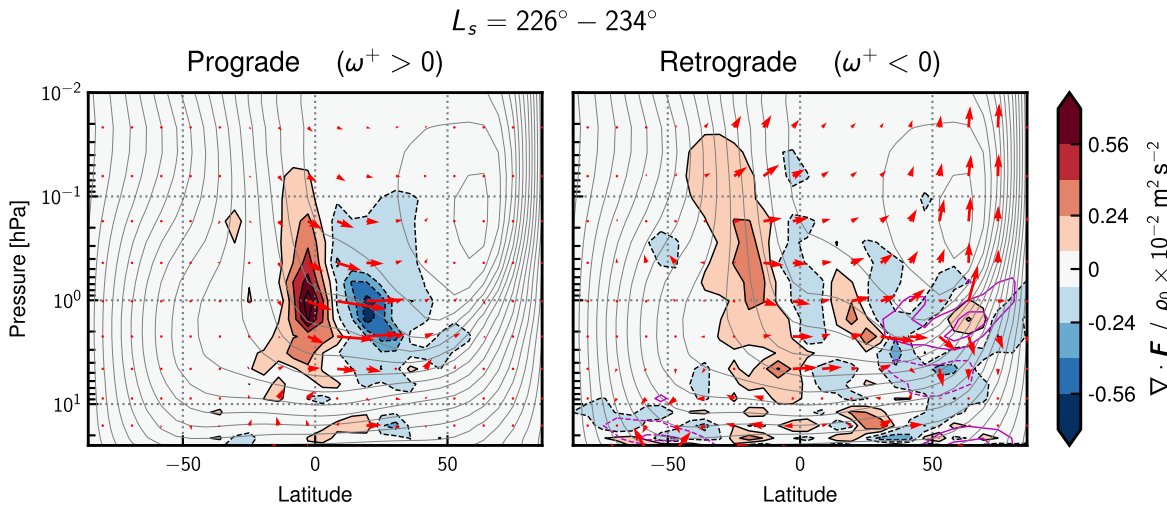 L_s = 226° − 234°
Prograde (ω⁺ > 0)
Retrograde (ω⁺ < 0)
10⁻²
10⁻¹
10⁰
10¹
Pressure [hPa]
−50 0 50
−50 0 50
Latitude
Latitude
0.56
0.24
0
-0.24
-0.56
∇ · F / ρ₀ × 10⁻² m² s⁻²